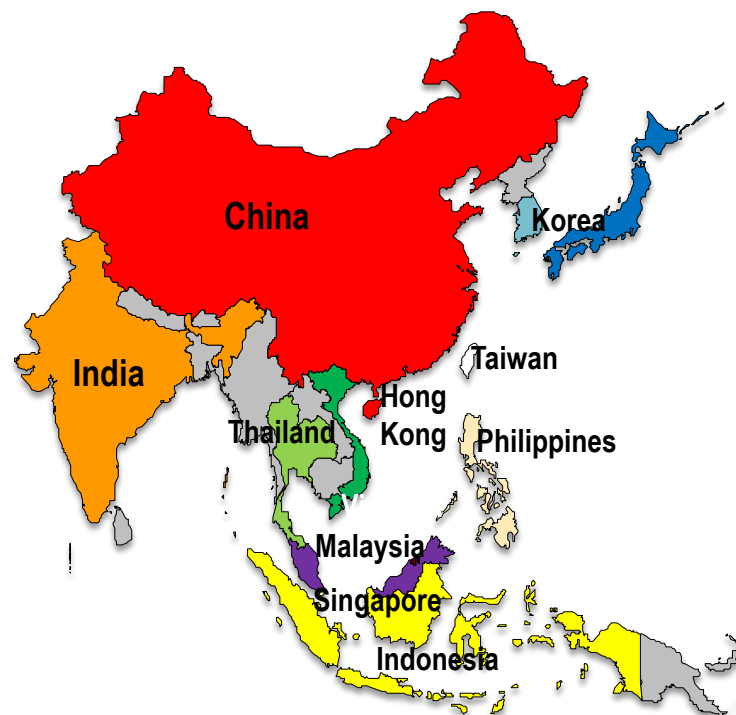 China
Korea
Taiwan
India
Hong
Kong
Thailand
Philippines
Malaysia
Singapore
Indonesia